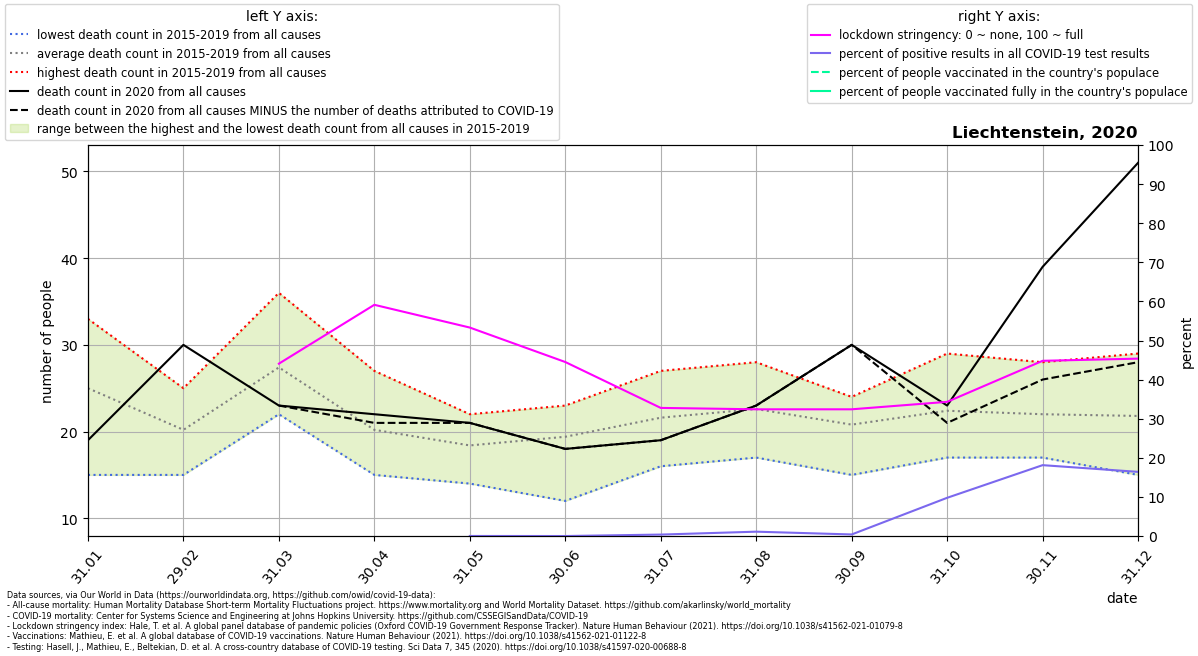 left Y axis:
lowest death count in 2015-2019 from all causes
average death count in 2015-2019 from all causes
highest death count in 2015-2019 from all causes
death count in 2020 from all causes
death count in 2020 from all causes MINUS the number of deaths attributed to COVID-19
range between the highest and the lowest death count from all causes in 2015-2019
right Y axis:
lockdown stringency: 0 ~ none, 100 ~ full
percent of positive results in all COVID-19 test results
percent of people vaccinated in the country's populace
percent of people vaccinated fully in the country's populace
Liechtenstein, 2020
number of people
50
40
30
20
10
100
90
80
70
60
50
40
30
20
10
0
percent
31.01
29.02
31.03
30.04
31.05
30.06
31.07
31.08
30.09
31.10
30.11
31.12
date
Data sources, via Our World in Data (https://ourworldindata.org, https://github.com/owid/covid-19-data):
- All-cause mortality: Human Mortality Database Short-term Mortality Fluctuations project. https://www.mortality.org and World Mortality Dataset. https://github.com/akarlinsky/world_mortality
- COVID-19 mortality: Center for Systems Science and Engineering at Johns Hopkins University. https://github.com/CSSEGISandData/COVID-19
- Lockdown stringency index: Hale, T. et al. A global panel database of pandemic policies (Oxford COVID-19 Government Response Tracker). Nature Human Behaviour (2021). https://doi.org/10.1038/s41562-021-01079-8
- Vaccinations: Mathieu, E. et al. A global database of COVID-19 vaccinations. Nature Human Behaviour (2021). https://doi.org/10.1038/s41562-021-01122-8
- Testing: Hasell, J., Mathieu, E., Beltekian, D. et al. A cross-country database of COVID-19 testing. Sci Data 7, 345 (2020). https://doi.org/10.1038/s41597-020-00688-8